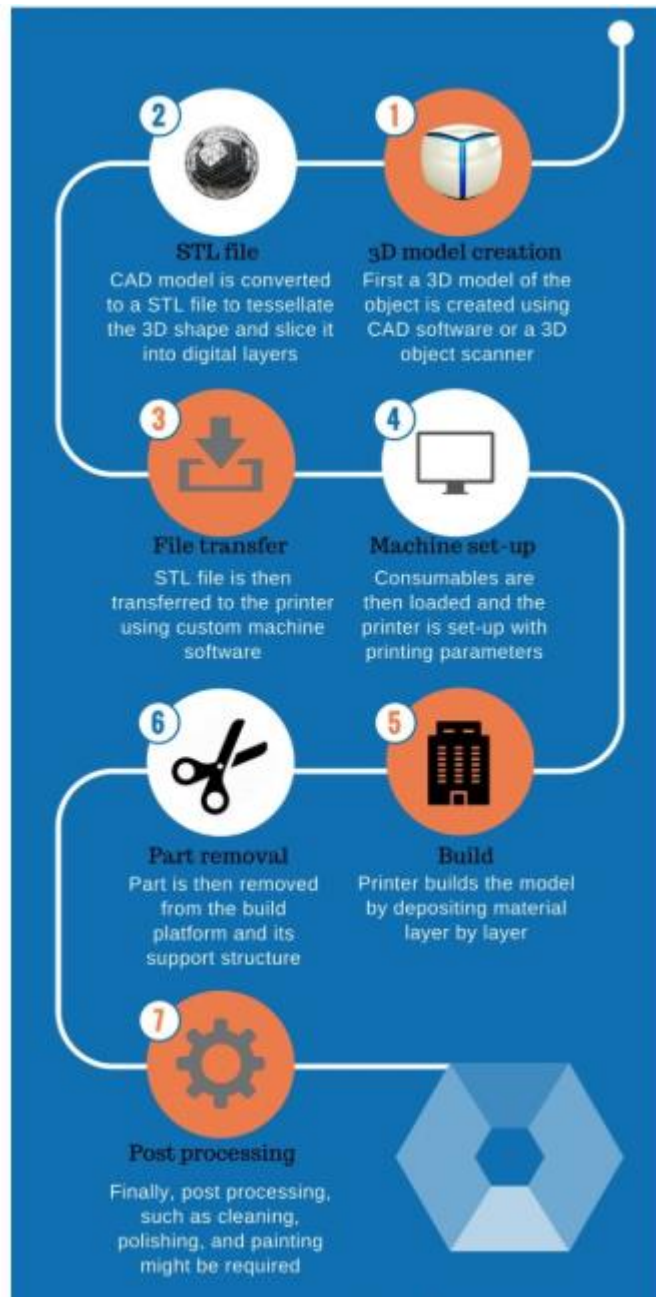 1
3D model creation
First a 3D model of the
object is created using
CAD software or a 3D
object scanner
2
STL file
CAD model is converted
to a STL file to tessellate
the 3D shape and slice it
into digital layers
3
File transfer
STL file is then
transferred to the printer
using custom machine
software
4
Machine set-up
Consumables are
then loaded and the
printer is set-up with
printing parameters
5
Build
Printer builds the model
by depositing material
layer by layer
6
Part removal
Part is then removed
from the build
platform and its
support structure
7
Post processing
Finally, post processing,
such as cleaning,
polishing, and painting
might be required